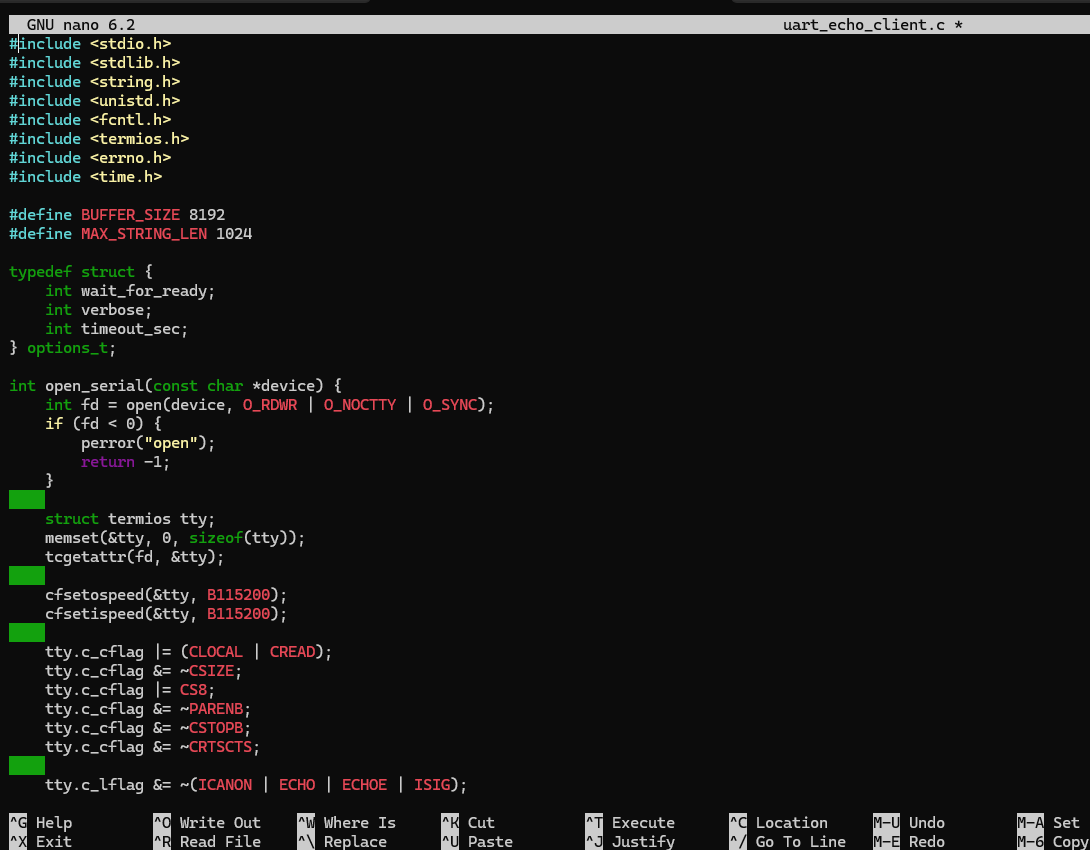 GNU nano 6.2 uart_echo_client.c *
#include <stdio.h>
#include <stdlib.h>
#include <string.h>
#include <unistd.h>
#include <fcntl.h>
#include <termios.h>
#include <errno.h>
#include <time.h>

#define BUFFER_SIZE 8192
#define MAX_STRING_LEN 1024

typedef struct {
    int wait_for_ready;
    int verbose;
    int timeout_sec;
} options_t;

int open_serial(const char *device) {
    int fd = open(device, O_RDWR | O_NOCTTY | O_SYNC);
    if (fd < 0) {
        perror("open");
        return -1;
    }

    struct termios tty;
    memset(&tty, 0, sizeof(tty));
    tcgetattr(fd, &tty);

    cfsetospeed(&tty, B115200);
    cfsetispeed(&tty, B115200);

    tty.c_cflag |= (CLOCAL | CREAD);
    tty.c_cflag &= ~CSIZE;
    tty.c_cflag |= CS8;
    tty.c_cflag &= ~PARENB;
    tty.c_cflag &= ~CSTOPB;
    tty.c_cflag &= ~CRTSCTS;

    tty.c_lflag &= ~(ICANON | ECHO | ECHOE | ISIG);

^G Help ^O Write Out ^W Where Is ^K Cut ^T Execute ^C Location M-U Undo M-A Set
^X Exit ^R Read File ^\ Replace ^U Paste ^J Justify ^/ Go To Line M-E Redo M-6 Copy